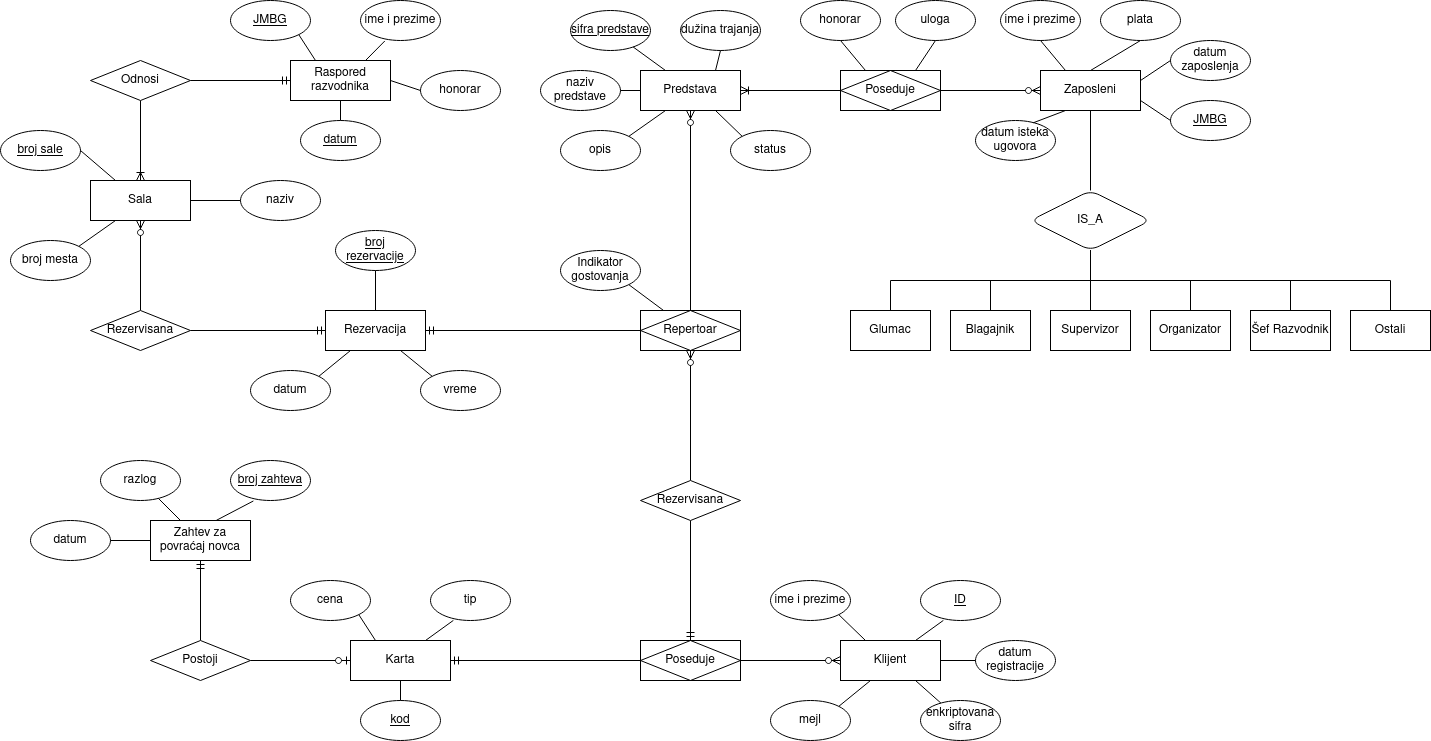 JMBG
ime i prezime
sifra predstave
dužina trajanja
honorar
uloga
ime i prezime
plata
datum
zaposlenja
Odnosi
Raspored
razvodnika
honorar
naziv
predstave
Predstava
Poseduje
Zaposleni
JMBG
datum
datum isteka
ugovora
broj sale
opis
status
Sala
naziv
IS_A
broj mesta
broj
rezervacije
Indikator
gostovanja
Rezervisana
Rezervacija
Repertoar
Glumac
Blagajnik
Supervizor
Organizator
Šef Razvodnik
Ostali
datum
vreme
razlog
broj zahteva
Rezervisana
datum
Zahtev za
povraćaj novca
cena
tip
ime i prezime
ID
Postoji
Karta
Poseduje
Klijent
datum
registracije
kod
mejl
enkriptovana
sifra